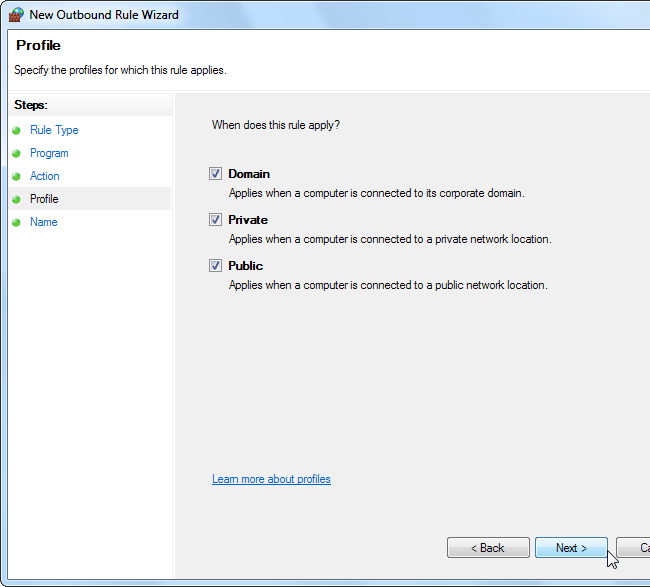 New Outbound Rule Wizard
Profile
Specify the profiles for which this rule applies.
Steps:
Rule Type
Program
Action
Profile
Name
When does this rule apply?
Domain
Applies when a computer is connected to its corporate domain.
Private
Applies when a computer is connected to a private network location.
Public
Applies when a computer is connected to a public network location.
Learn more about profiles
< Back
Next >
Ca